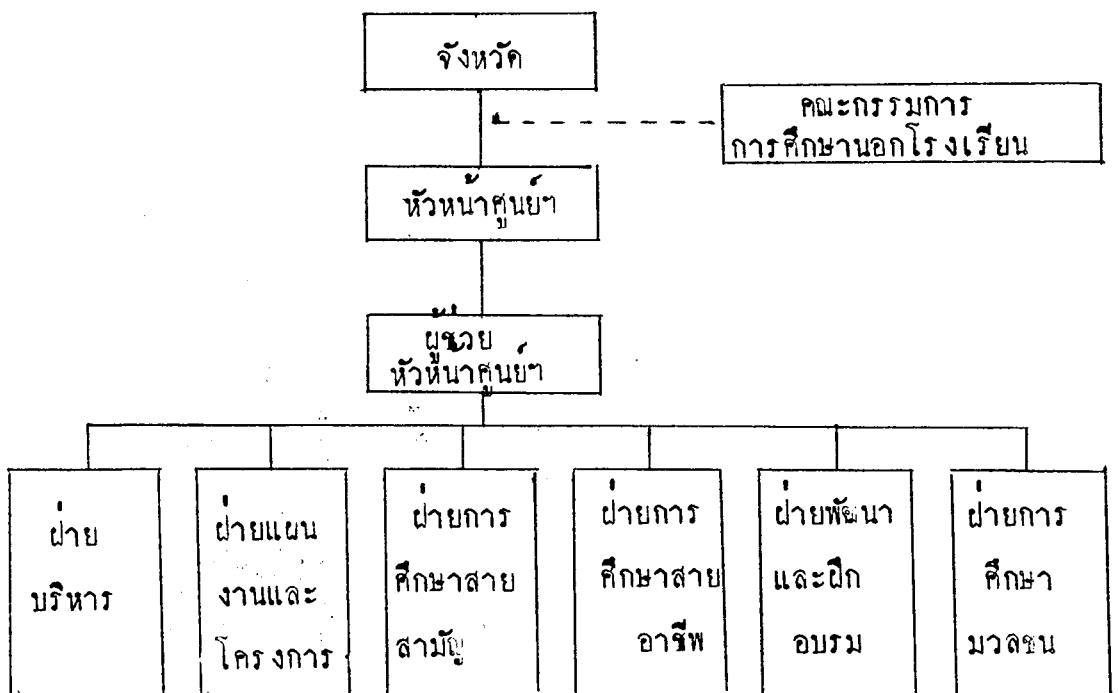 จังหวัด
คณะกรรมการ
การศึกษานอกโรงเรียน
หัวหน้าศูนย์ฯ
ผู้ช่วย
หัวหน้าศูนย์ฯ
ฝ่าย
บริหาร
ฝ่ายแผน
งานและ
โครงการ
ฝ่ายการ
ศึกษาสาย
สามัญ
ฝ่ายการ
ศึกษาสาย
อาชีพ
ฝ่ายพัฒนา
และฝึก
อบรม
ฝ่ายการ
ศึกษา
มวลชน